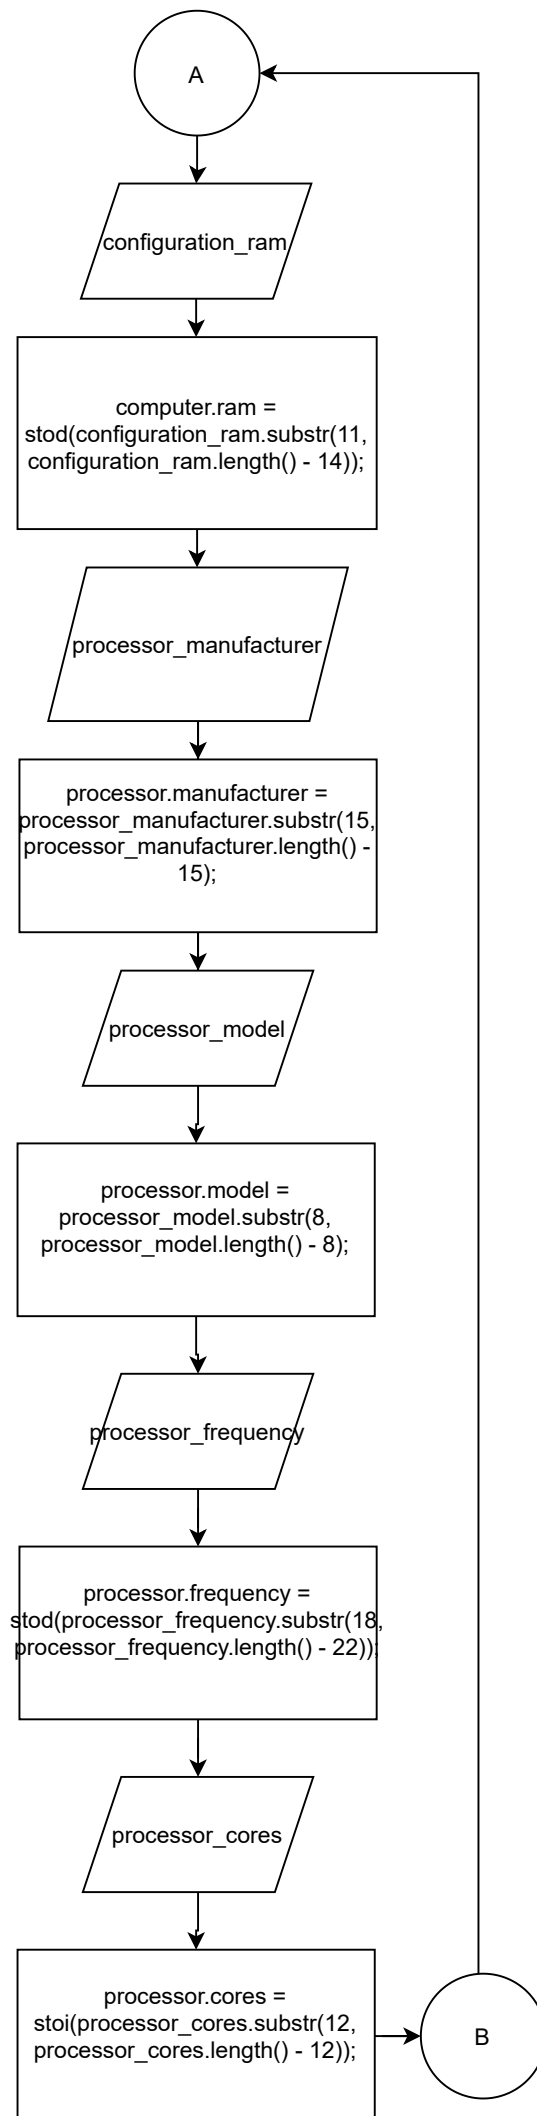 A
configuration_ram
computer.ram =
stod(configuration_ram.substr(11,
configuration_ram.length() - 14));
processor_manufacturer
processor.manufacturer =
processor_manufacturer.substr(15,
processor_manufacturer.length() -
15);
processor_model
processor.model =
processor_model.substr(8,
processor_model.length() - 8);
processor_frequency
processor.frequency =
stod(processor_frequency.substr(18,
processor_frequency.length() - 22));
processor_cores
processor.cores =
stoi(processor_cores.substr(12,
processor_cores.length() - 12));
B